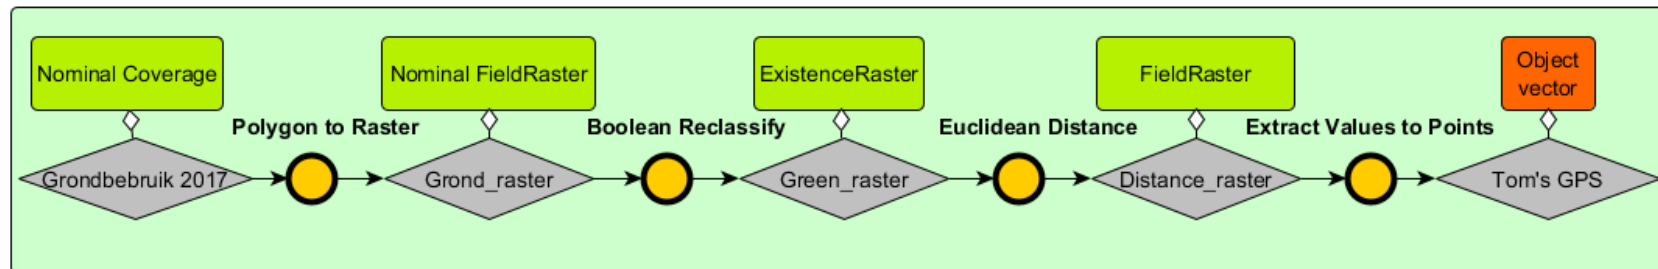 Nominal Coverage
Nominal FieldRaster
ExistenceRaster
FieldRaster
Object
vector
Polygon to Raster
Boolean Reclassify
Euclidean Distance
Extract Values to Points
Grondbebruik 2017
Grond_raster
Green_raster
Distance_raster
Tom's GPS